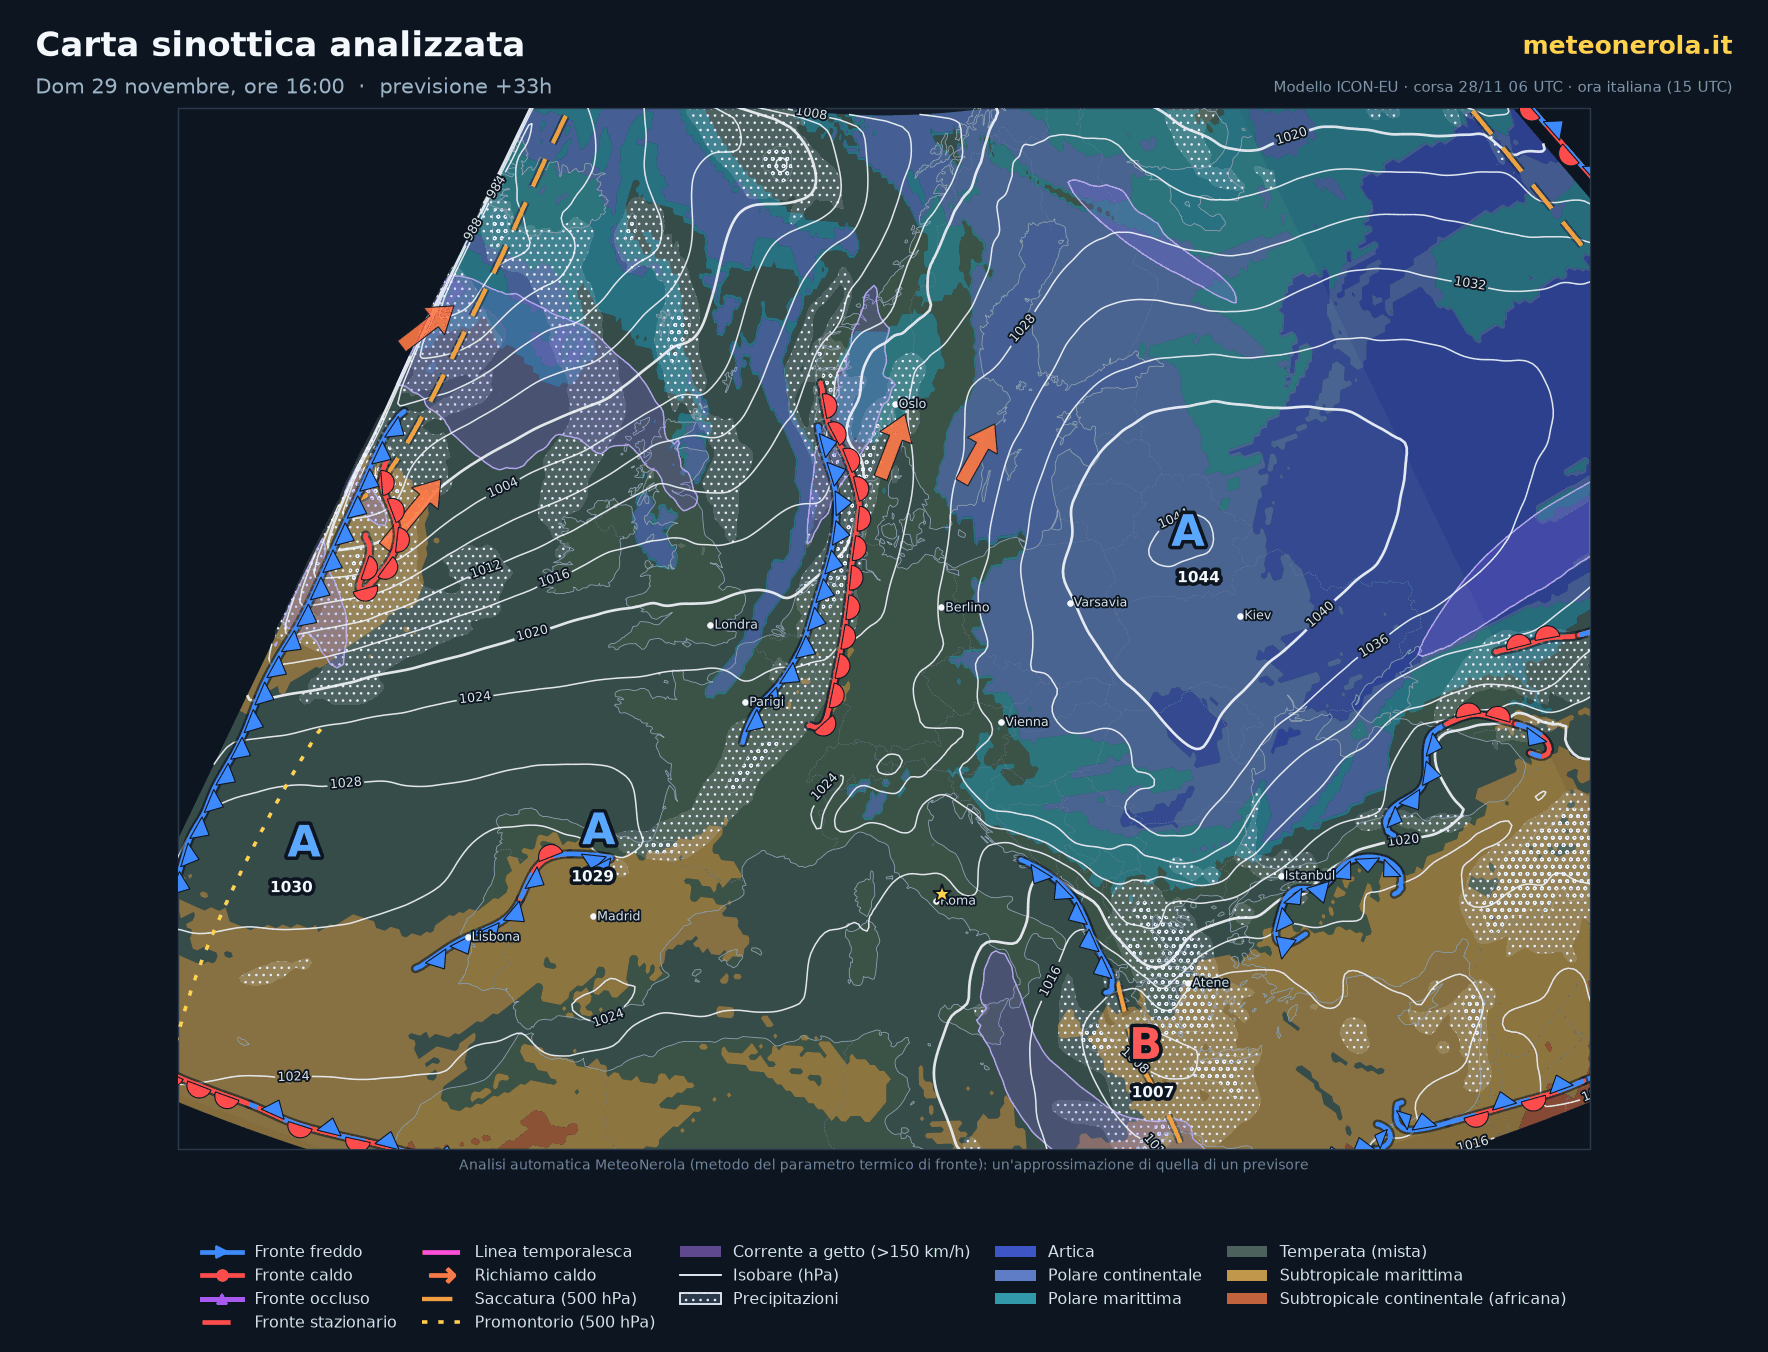 Carta sinottica analizzata
meteonerola.it
Dom 29 novembre, ore 16:00 · previsione +33h
Modello ICON-EU · corsa 28/11 06 UTC · ora italiana (15 UTC)
1008
1020
984
988
1032
1028
Oslo
1004
A
1044
1012
1016
Varsavia
Berlino
Kiev
1040
Londra
1020
1036
1024
Parigi
Vienna
1028
1024
A
A
1020
1030
1029
Istanbul
Roma
Madrid
Lisbona
1016
Atene
1024
B
1008
1024
1007
1016
Analisi automatica MeteoNerola (metodo del parametro termico di fronte): un'approssimazione di quella di un previsore
Fronte freddo
Linea temporalesca
Corrente a getto (>150 km/h)
Artica
Temperata (mista)
Fronte caldo
Richiamo caldo
Isobare (hPa)
Polare continentale
Subtropicale marittima
Fronte occluso
Saccatura (500 hPa)
Precipitazioni
Polare marittima
Subtropicale continentale (africana)
Fronte stazionario
Promontorio (500 hPa)